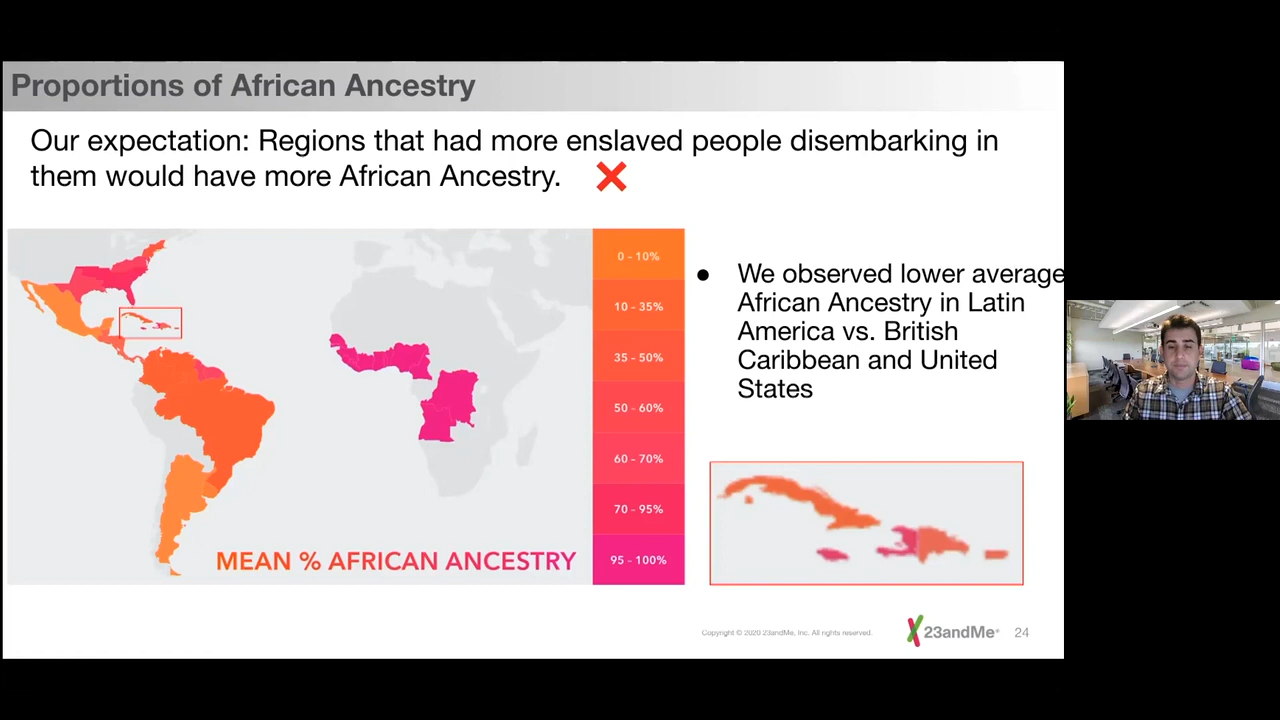 Proportions of African Ancestry
Our expectation: Regions that had more enslaved people disembarking in
them would have more African Ancestry.
0 - 10%
10 - 35%
35 - 50%
50 - 60%
60 - 70%
70 - 95%
95 - 100%
MEAN % AFRICAN ANCESTRY
● We observed lower average
African Ancestry in Latin
America vs. British
Caribbean and United
States
Copyright © 2020 23andMe, Inc. All rights reserved.
23andMe®
24